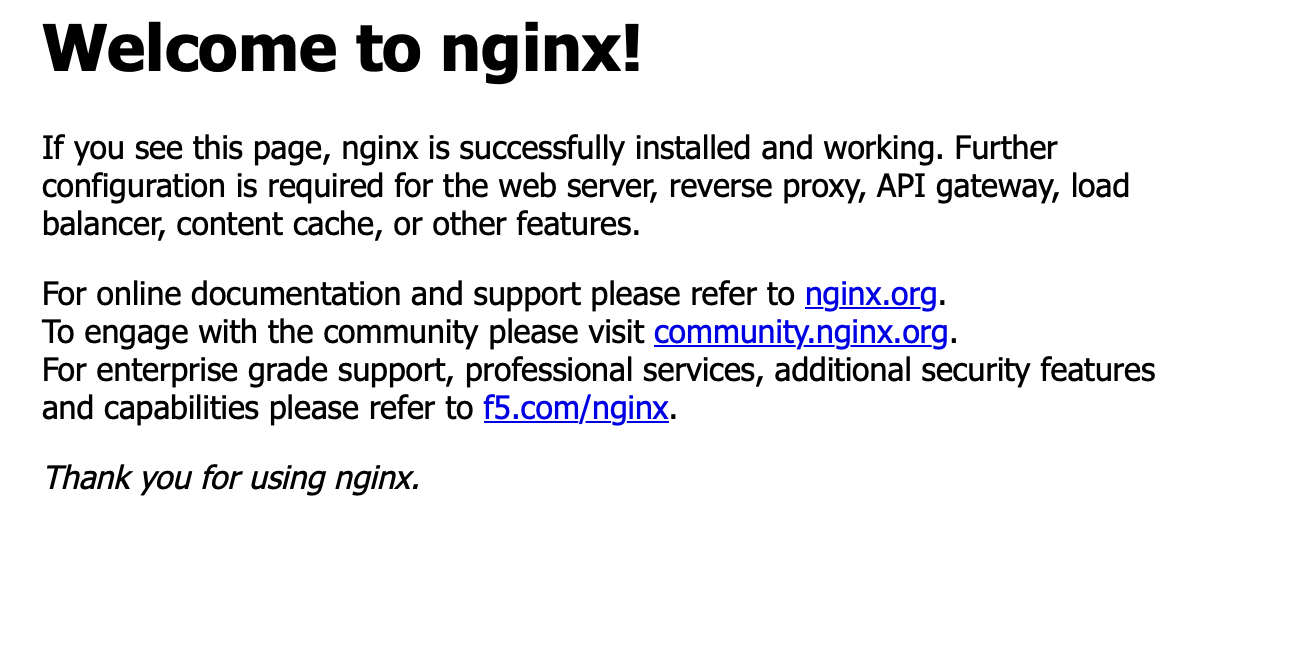 Welcome to nginx!
If you see this page, nginx is successfully installed and working. Further
configuration is required for the web server, reverse proxy, API gateway, load
balancer, content cache, or other features.
For online documentation and support please refer to nginx.org.
To engage with the community please visit community.nginx.org.
For enterprise grade support, professional services, additional security features
and capabilities please refer to f5.com/nginx.
Thank you for using nginx.